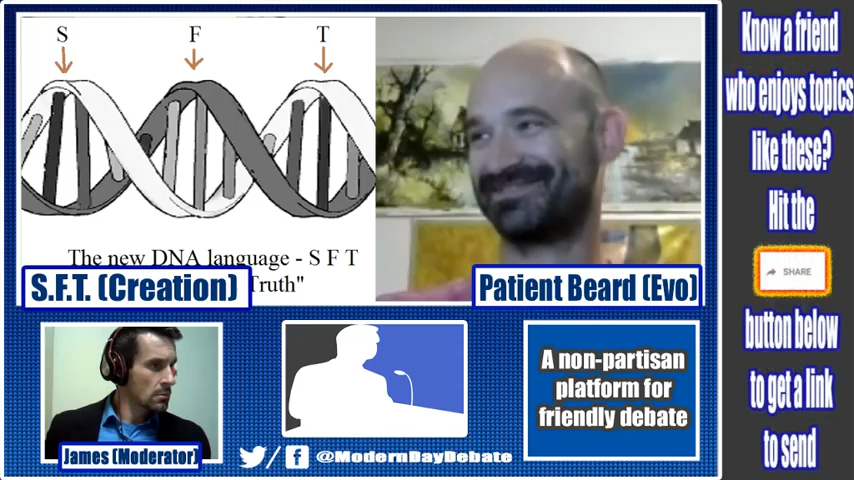 S F T
The new DNA language - S F T
Truth"
S.F.T. (Creation)
Patient Beard (Evo)
James (Moderator)
@ModernDayDebate
A non-partisan
platform for
friendly debate
Know a friend
who enjoys topics
like these?
Hit the
SHARE
button below
to get a link
to send